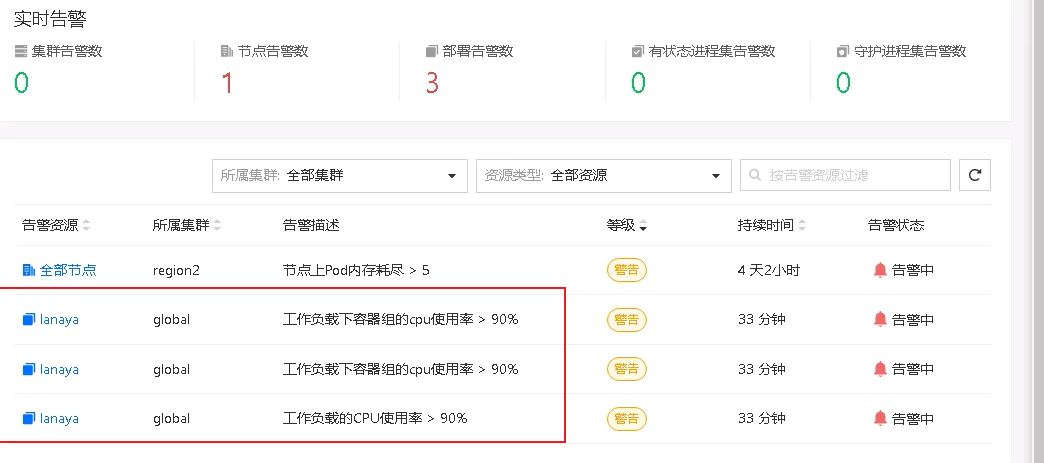 实时告警
集群告警数 节点告警数 部署告警数 有状态进程集告警数 守护进程集告警数
0 1 3 0 0
所属集群: 全部集群 资源类型: 全部资源 按告警资源过滤
告警资源 所属集群 告警描述 等级 持续时间 告警状态
全部节点 region2 节点上Pod内存耗尽 > 5 警告 4 天2小时 告警中
lanaya global 工作负载下容器组的cpu使用率 > 90% 警告 33 分钟 告警中
lanaya global 工作负载下容器组的cpu使用率 > 90% 警告 33 分钟 告警中
lanaya global 工作负载的CPU使用率 > 90% 警告 33 分钟 告警中